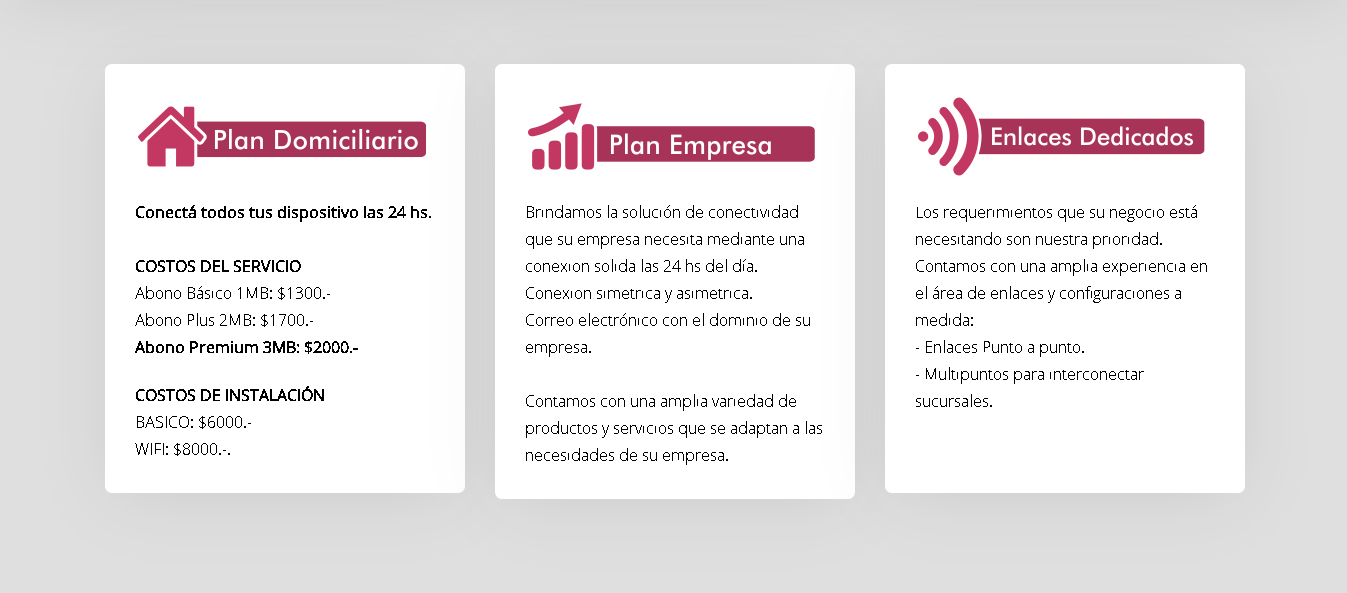 Plan Domiciliario
Conectá todos tus dispositivo las 24 hs.
COSTOS DEL SERVICIO
Abono Básico 1MB: $1300.-
Abono Plus 2MB: $1700.-
Abono Premium 3MB: $2000.-
COSTOS DE INSTALACIÓN
BASICO: $6000.-
WIFI: $8000.-.
Plan Empresa
Brindamos la solución de conectividad
que su empresa necesita mediante una
conexion solida las 24 hs del día.
Conexion simetrica y asimetrica.
Correo electrónico con el dominio de su
empresa.
Contamos con una amplia variedad de
productos y servicios que se adaptan a las
necesidades de su empresa.
Enlaces Dedicados
Los requerimientos que su negocio está
necesitando son nuestra prioridad.
Contamos con una amplia experiencia en
el área de enlaces y configuraciones a
medida:
- Enlaces Punto a punto.
- Multipuntos para interconectar
sucursales.